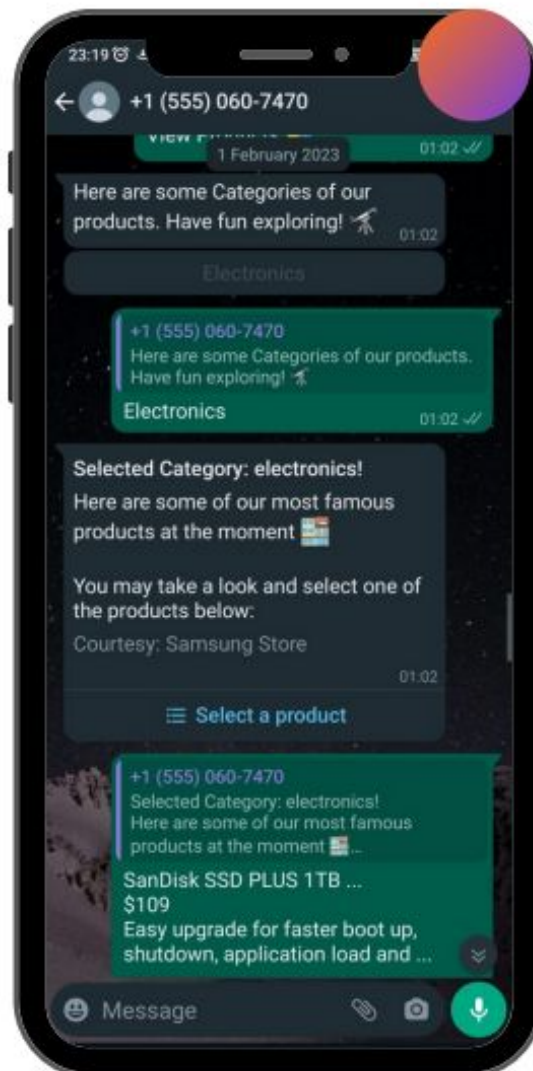 23:19
+1 (555) 060-7470
01:02
1 February 2023
Here are some Categories of our
products. Have fun exploring! 🔭
01:02
Electronics
+1 (555) 060-7470
Here are some Categories of our products.
Have fun exploring! 🔭
Electronics
01:02
Selected Category: electronics!
Here are some of our most famous
products at the moment 🏪
You may take a look and select one of
the products below:
Courtesy: Samsung Store
01:02
Select a product
+1 (555) 060-7470
Selected Category: electronics!
Here are some of our most famous
products at the moment 🏪...
SanDisk SSD PLUS 1TB ...
$109
Easy upgrade for faster boot up,
shutdown, application load and ...
Message